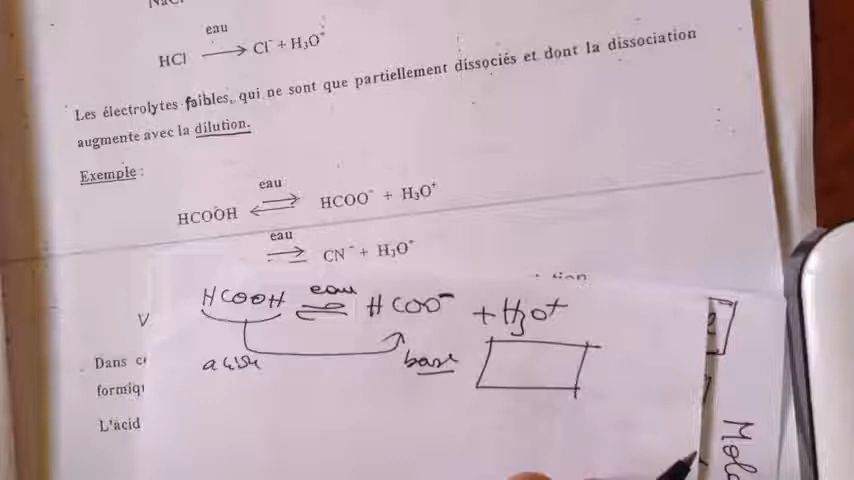 NaCl
eau
HCl ⟶ Cl⁻ + H₃O⁺
Les électrolytes faibles, qui ne sont que partiellement dissociés et dont la dissociation
augmente avec la dilution.
Exemple :
eau
HCOOH ⇌ HCOO⁻ + H₃O⁺
eau
⇌ CN⁻ + H₃O⁺
eau
HCOOH ⇌ HCOO⁻ + H₃O⁺
V
Dans c
acide base
formiq
L'acid